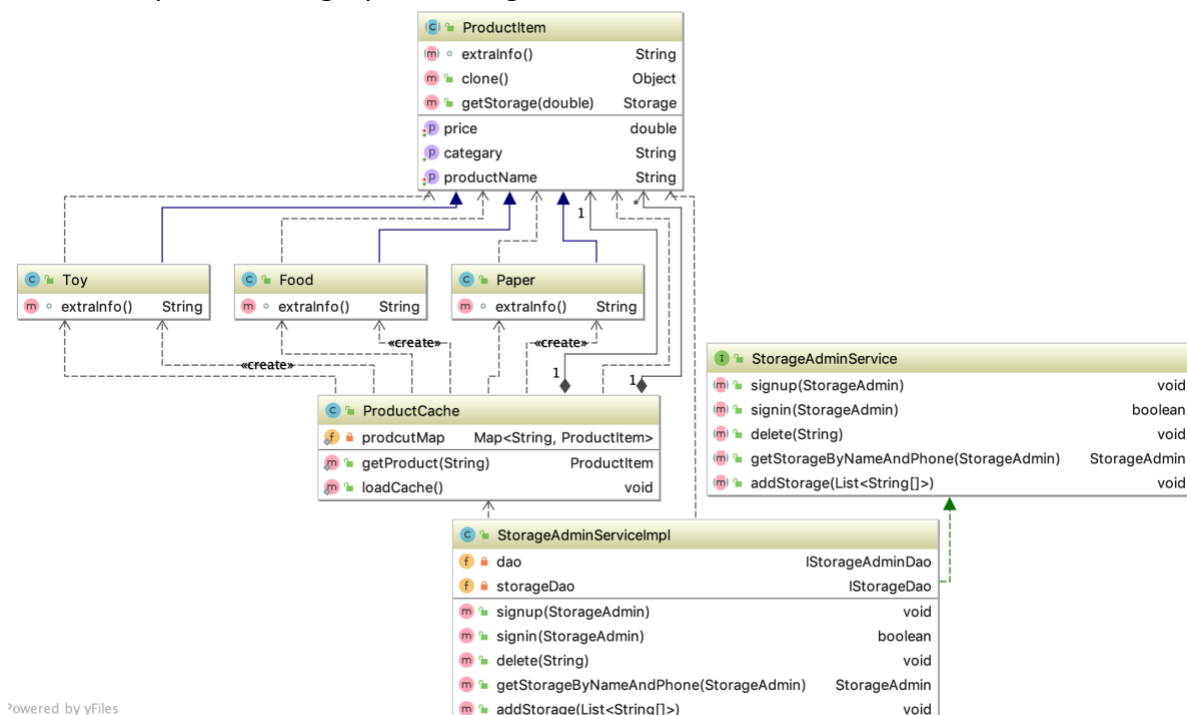 ProductItem
extraInfo() String
clone() Object
getStorage(double) Storage
price double
categary String
productName String
1
*
Toy
extraInfo() String
Food
extraInfo() String
Paper
extraInfo() String
«create»
«create»
«create»
1
1
StorageAdminService
signup(StorageAdmin) void
signin(StorageAdmin) boolean
delete(String) void
getStorageByNameAndPhone(StorageAdmin) StorageAdmin
addStorage(List<String[]>) void
ProductCache
prodcutMap Map<String, ProductItem>
getProduct(String) ProductItem
loadCache() void
StorageAdminServiceImpl
dao IStorageAdminDao
storageDao IStorageDao
signup(StorageAdmin) void
signin(StorageAdmin) boolean
delete(String) void
getStorageByNameAndPhone(StorageAdmin) StorageAdmin
addStorage(List<String[]>) void
Powered by yFiles